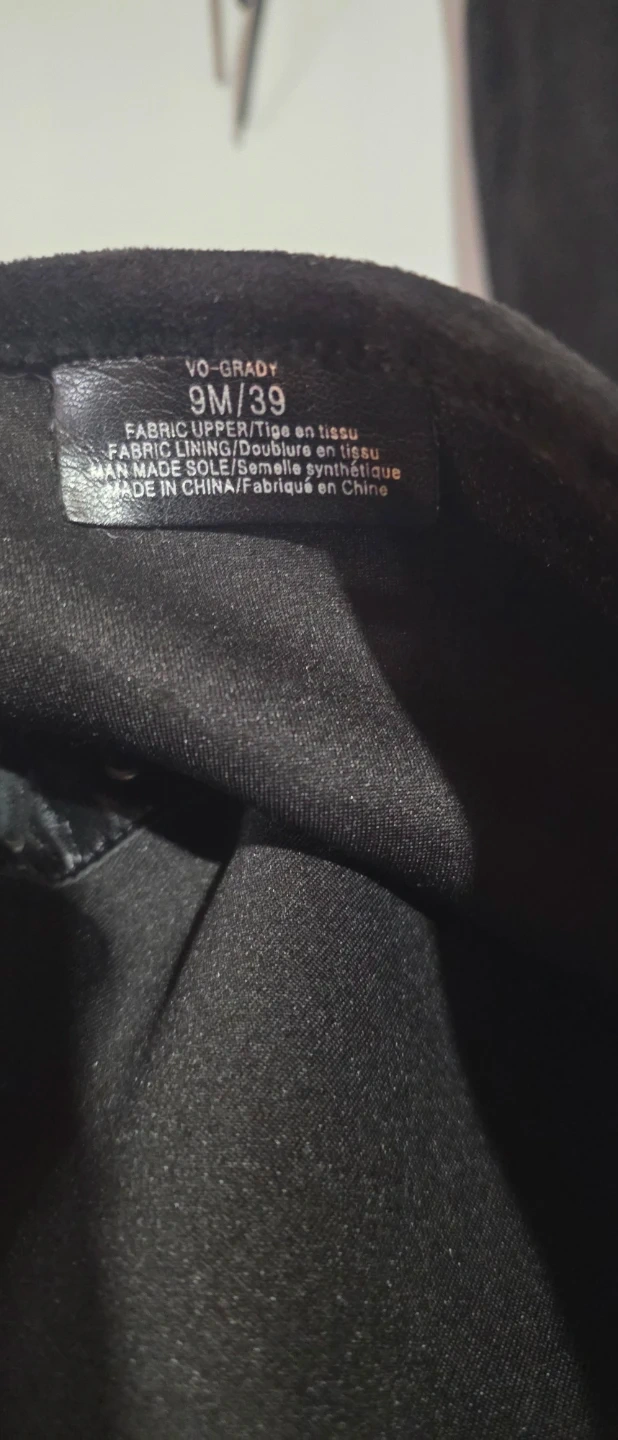 VO-GRADY
9M/39
FABRIC UPPER/Tige en tissu
FABRIC LINING/Doublure en tissu
MAN MADE SOLE/Semelle synthétique
MADE IN CHINA/Fabriqué en Chine